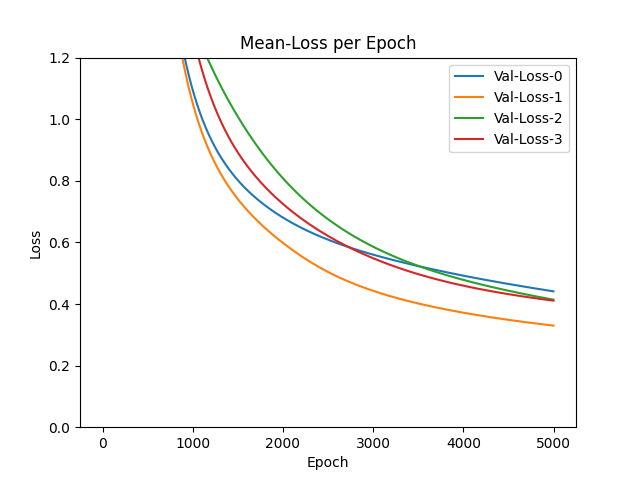 Mean-Loss per Epoch
1.2
1.0
0.8
0.6
0.4
0.2
0.0
Loss
Val-Loss-0
Val-Loss-1
Val-Loss-2
Val-Loss-3
0 1000 2000 3000 4000 5000
Epoch